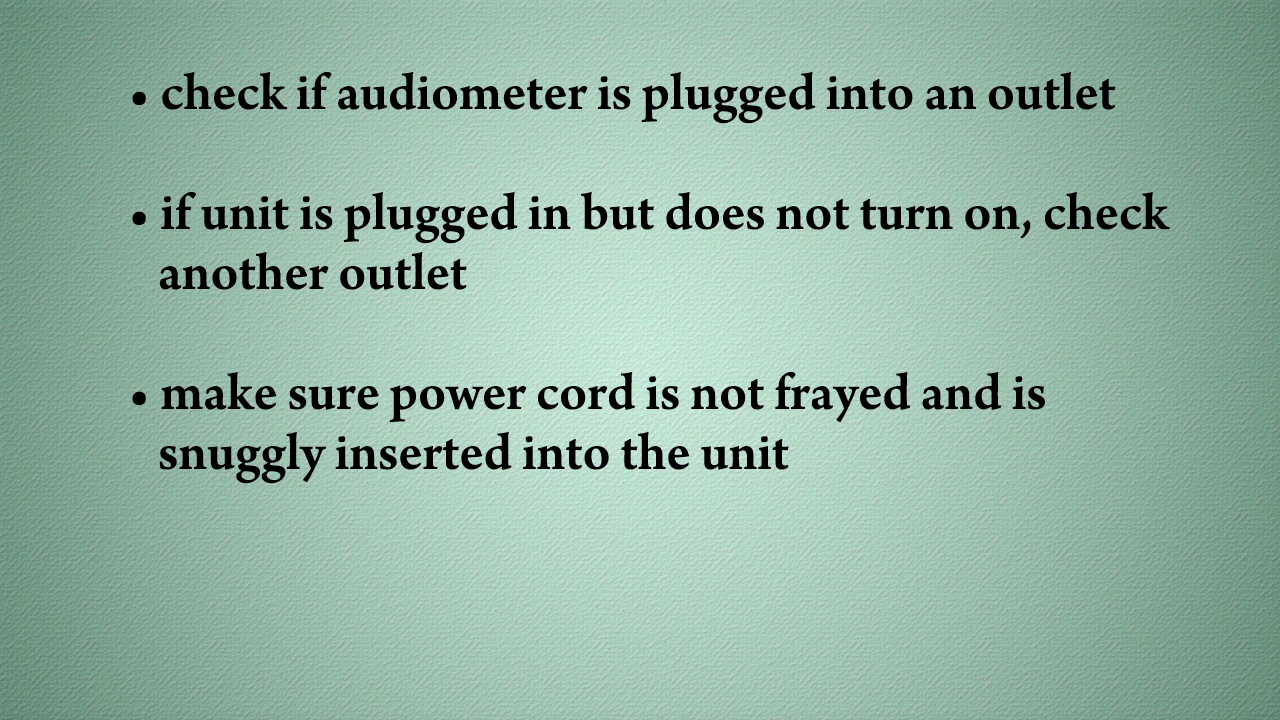 • check if audiometer is plugged into an outlet
• if unit is plugged in but does not turn on, check
another outlet
• make sure power cord is not frayed and is
snuggly inserted into the unit